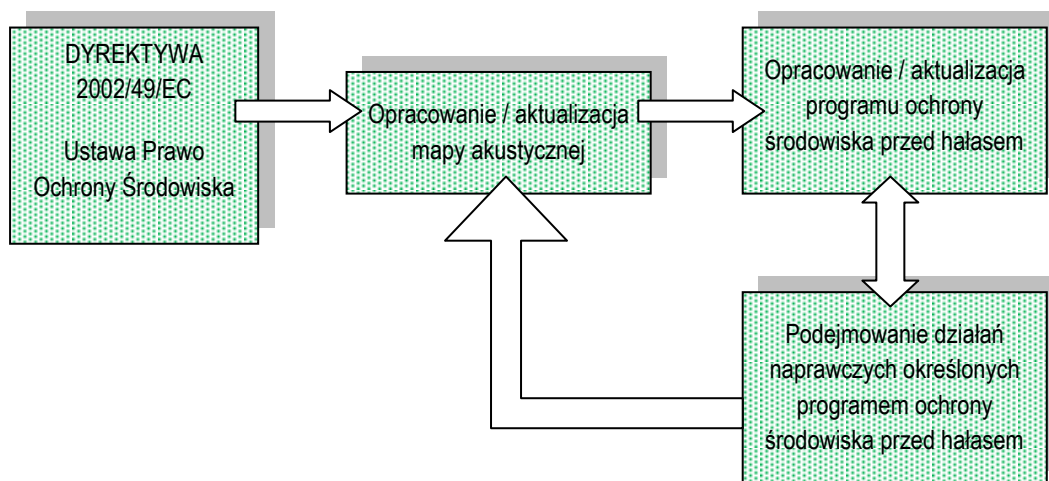 DYREKTYWA
2002/49/EC
Ustawa Prawo
Ochrony Środowiska
Opracowanie / aktualizacja
mapy akustycznej
Opracowanie / aktualizacja
programu ochrony
środowiska przed hałasem
Podejmowanie działań
naprawczych określonych
programem ochrony
środowiska przed hałasem